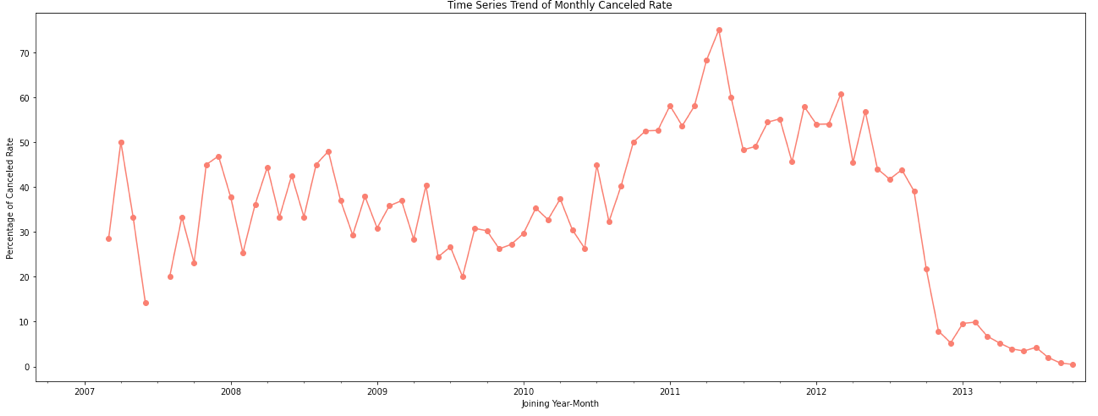 Time Series Trend of Monthly Canceled Rate
Percentage of Canceled Rate
70
60
50
40
30
20
10
0
2007 2008 2009 2010 2011 2012 2013
Joining Year-Month